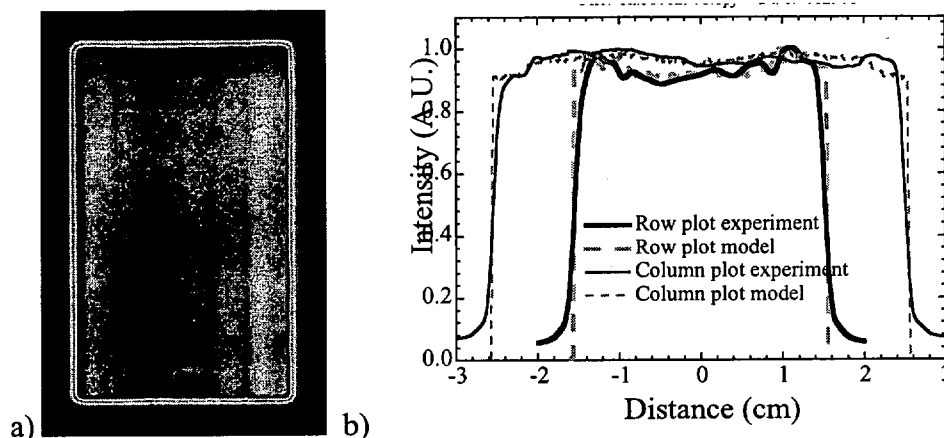 1.0
0.8
0.6
0.4
0.2
0.0
Intensity (A.U.)
Row plot experiment
Row plot model
Column plot experiment
Column plot model
-3 -2 -1 0 1 2 3
Distance (cm)
a) b)